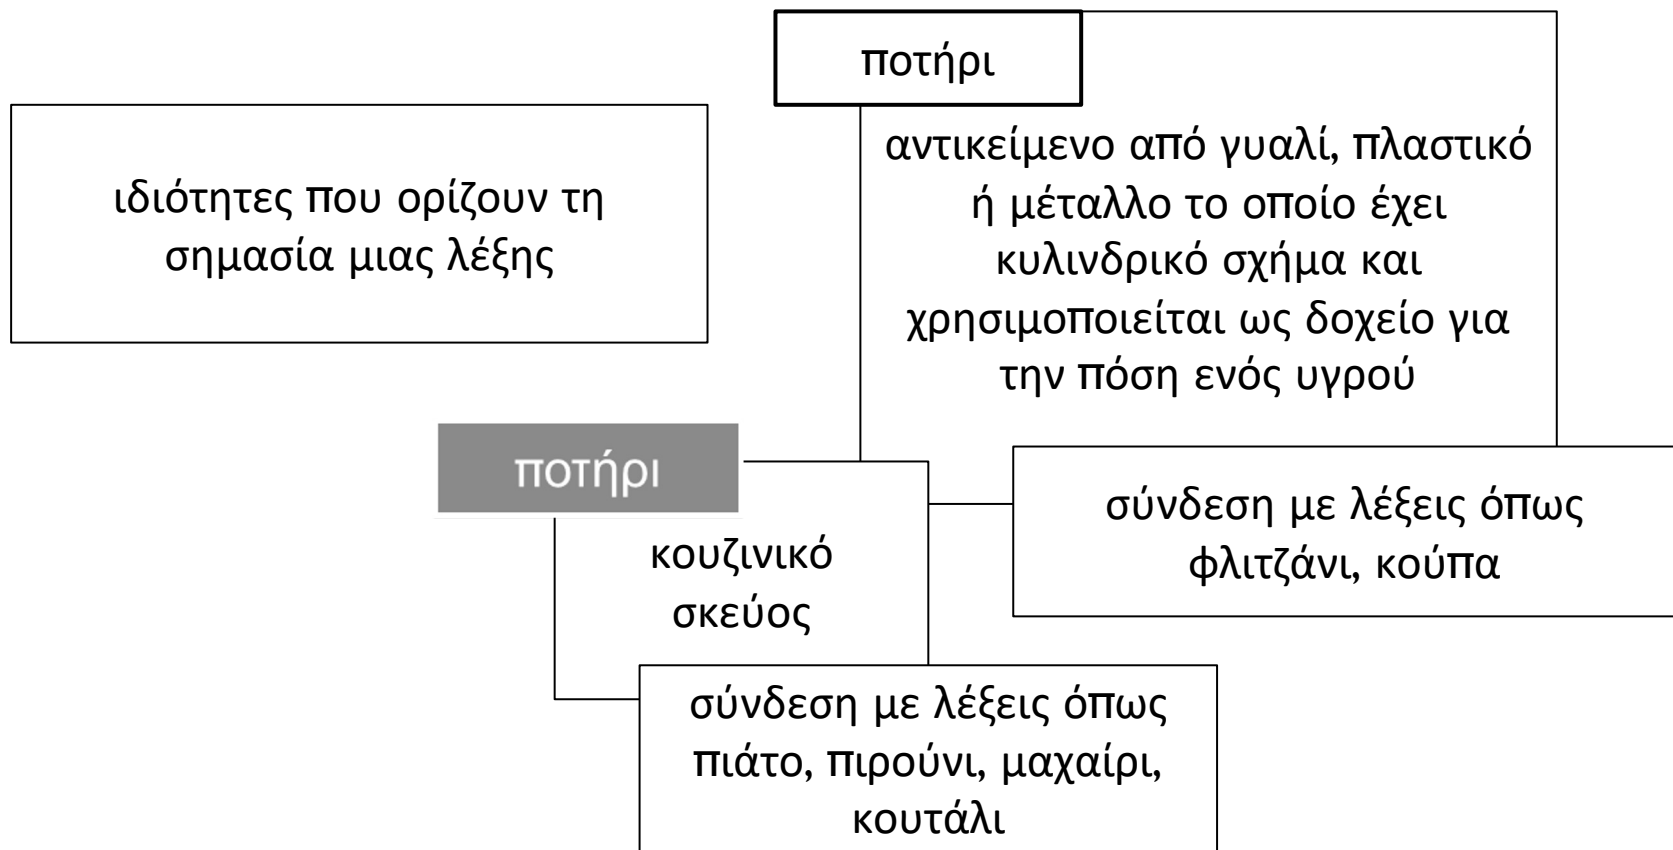 ποτήρι
ιδιότητες που ορίζουν τη
σημασία μιας λέξης
αντικείμενο από γυαλί, πλαστικό
ή μέταλλο το οποίο έχει
κυλινδρικό σχήμα και
χρησιμοποιείται ως δοχείο για
την πόση ενός υγρού
ποτήρι
κουζινικό
σκεύος
σύνδεση με λέξεις όπως
φλιτζάνι, κούπα
σύνδεση με λέξεις όπως
πιάτο, πιρούνι, μαχαίρι,
κουτάλι